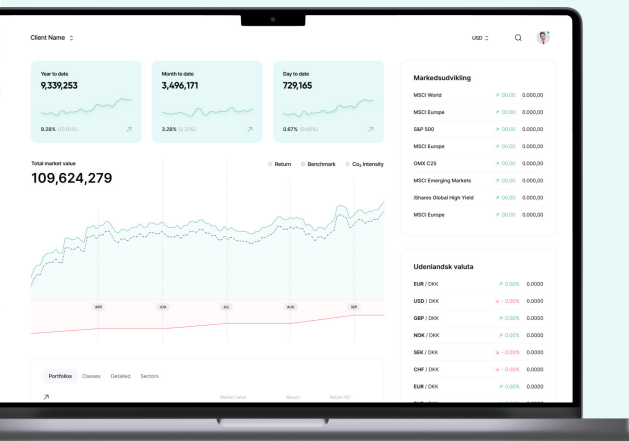 Client Name
USD
Year to date
9,339,253
9.28% (10.81%)
Month to date
3,496,171
3.28% (2.31%)
Day to date
729,165
0.87% (0.68%)
Total market value
109,624,279
Return
Benchmark
Co₂ Intensity
APR
JUN
JUL
AUG
SEP
Portfolios
Classes
Detailed
Sectors
Market Value
Return
Return (%)
Markedsudvikling
MSCI World 00.00 0.000,00
MSCI Europe 00.00 0.000,00
S&P 500 00.00 0.000,00
MSCI Europe 00.00 0.000,00
OMX C25 00.00 0.000,00
MSCI Emerging Markets 00.00 0.000,00
iShares Global High Yield 00.00 0.000,00
MSCI Europe 00.00 0.000,00
Udenlandsk valuta
EUR / DKK 0.00% 0.0000
USD / DKK - 0.00% 0.0000
GBP / DKK 0.00% 0.0000
NOK / DKK 0.00% 0.0000
SEK / DKK - 0.00% 0.0000
CHF / DKK - 0.00% 0.0000
EUR / DKK 0.00% 0.0000